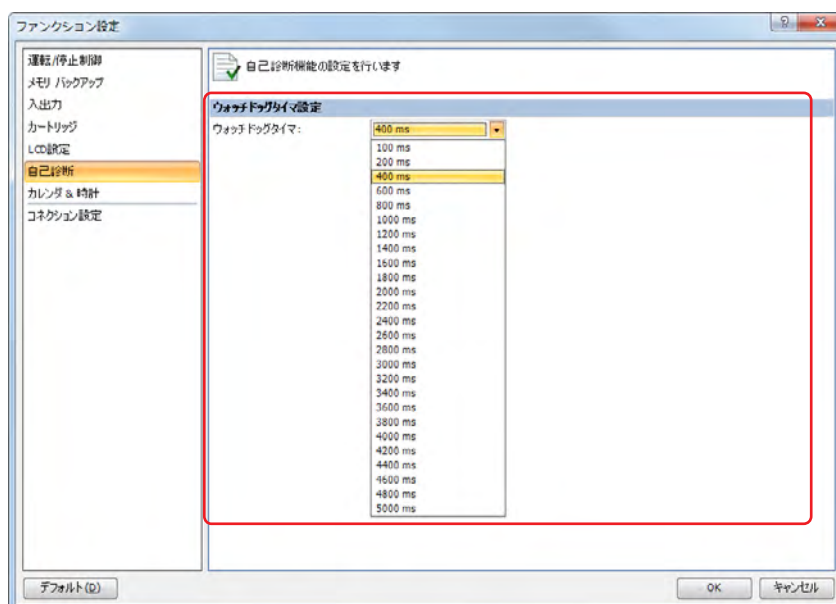 ファンクション設定
運転/停止制御
メモリ バックアップ
入出力
カートリッジ
LCD設定
自己診断
カレンダ & 時計
コネクション設定
自己診断機能の設定を行います
ウォッチドッグタイマ設定
ウォッチドッグタイマ:
400 ms
100 ms
200 ms
400 ms
600 ms
800 ms
1000 ms
1200 ms
1400 ms
1600 ms
1800 ms
2000 ms
2200 ms
2400 ms
2600 ms
2800 ms
3000 ms
3200 ms
3400 ms
3600 ms
3800 ms
4000 ms
4200 ms
4400 ms
4600 ms
4800 ms
5000 ms
デフォルト(D)
OK
キャンセル